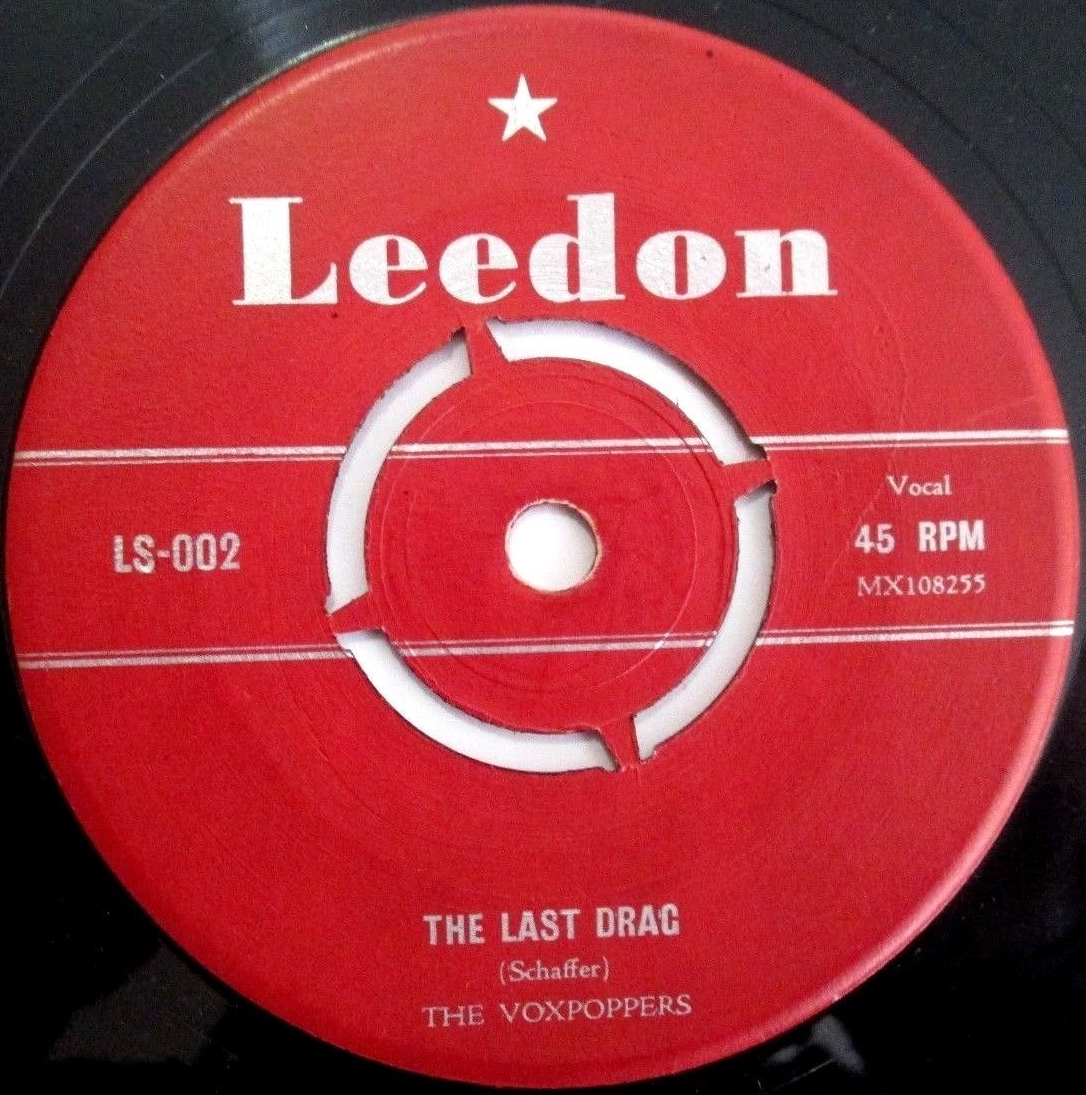 Leedon
LS-002
Vocal
45 RPM
MX108255
THE LAST DRAG
(Schaffer)
THE VOXPOPPERS